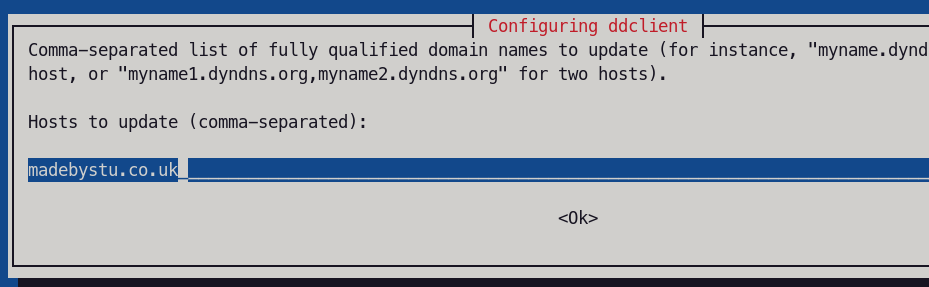 Configuring ddclient
Comma-separated list of fully qualified domain names to update (for instance, "myname.dynd
host, or "myname1.dyndns.org,myname2.dyndns.org" for two hosts).
Hosts to update (comma-separated):
madebystu.co.uk
<Ok>